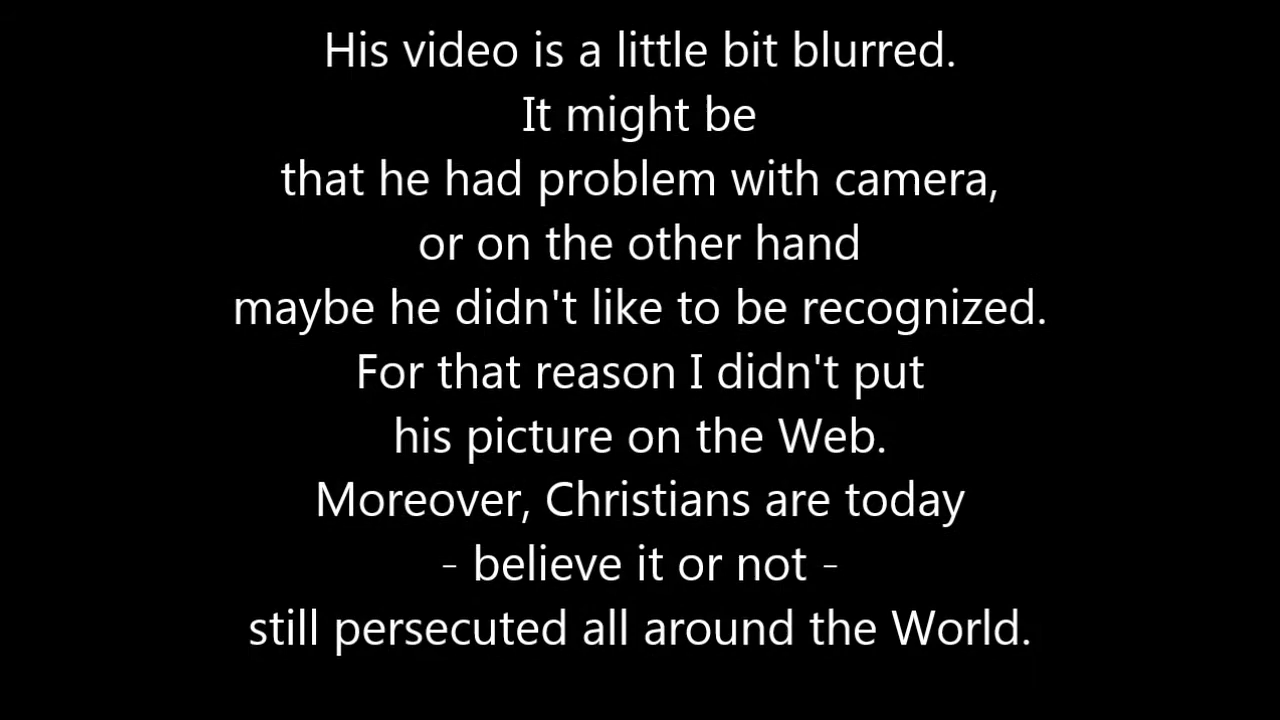 His video is a little bit blurred.
It might be
that he had problem with camera,
or on the other hand
maybe he didn't like to be recognized.
For that reason I didn't put
his picture on the Web.
Moreover, Christians are today
- believe it or not -
still persecuted all around the World.